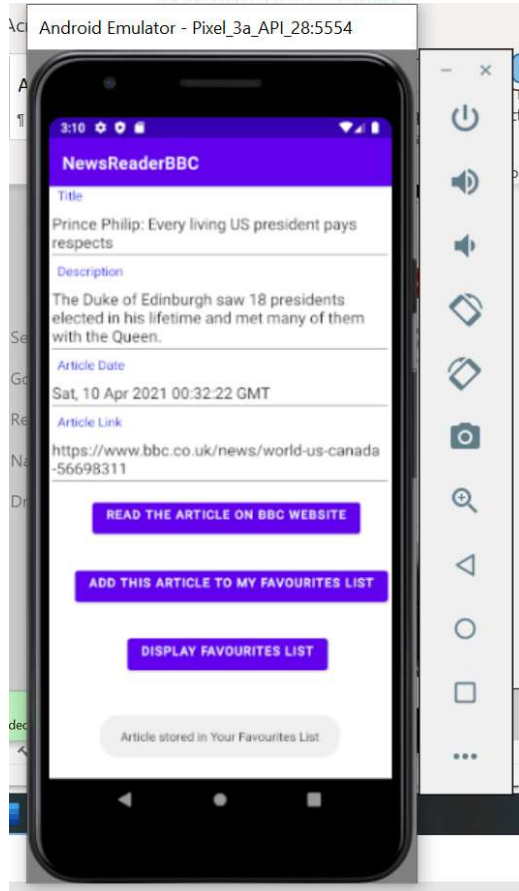 Android Emulator - Pixel_3a_API_28:5554
3:10
NewsReaderBBC
Title
Prince Philip: Every living US president pays
respects
Description
The Duke of Edinburgh saw 18 presidents
elected in his lifetime and met many of them
with the Queen.
Article Date
Sat, 10 Apr 2021 00:32:22 GMT
Article Link
https://www.bbc.co.uk/news/world-us-canada
-56698311
READ THE ARTICLE ON BBC WEBSITE
ADD THIS ARTICLE TO MY FAVOURITES LIST
DISPLAY FAVOURITES LIST
Article stored in Your Favourites List